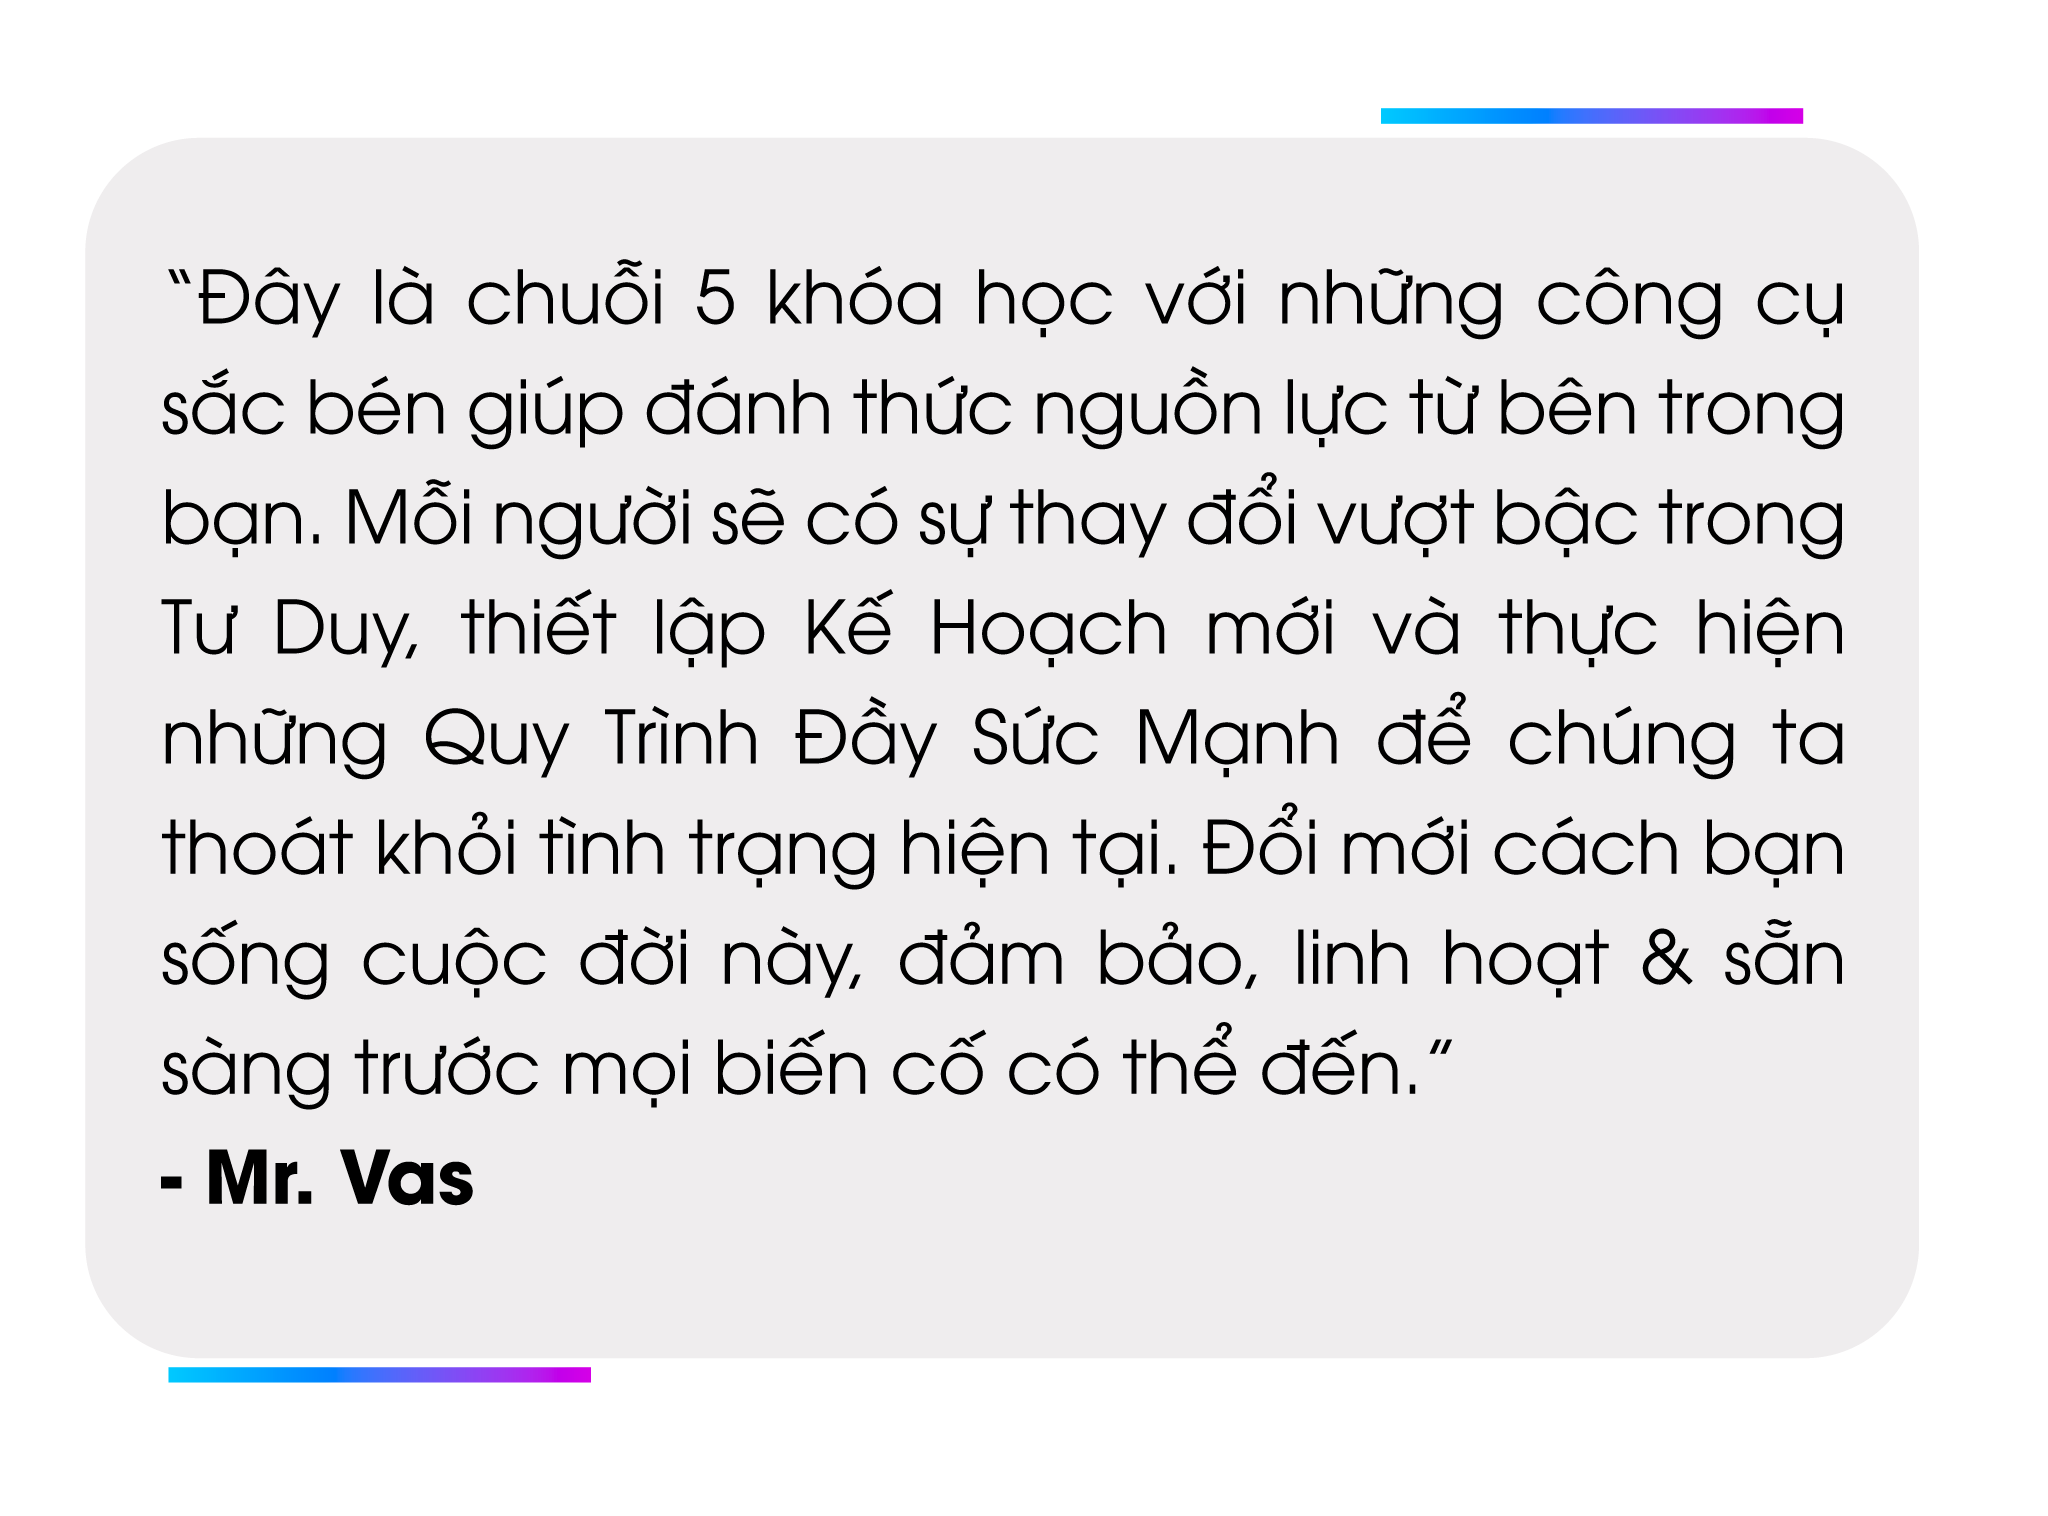 “Đây là chuỗi 5 khóa học với những công cụ
sắc bén giúp đánh thức nguồn lực từ bên trong
bạn. Mỗi người sẽ có sự thay đổi vượt bậc trong
Tư Duy, thiết lập Kế Hoạch mới và thực hiện
những Quy Trình Đầy Sức Mạnh để chúng ta
thoát khỏi tình trạng hiện tại. Đổi mới cách bạn
sống cuộc đời này, đảm bảo, linh hoạt & sẵn
sàng trước mọi biến cố có thể đến.”
- Mr. Vas